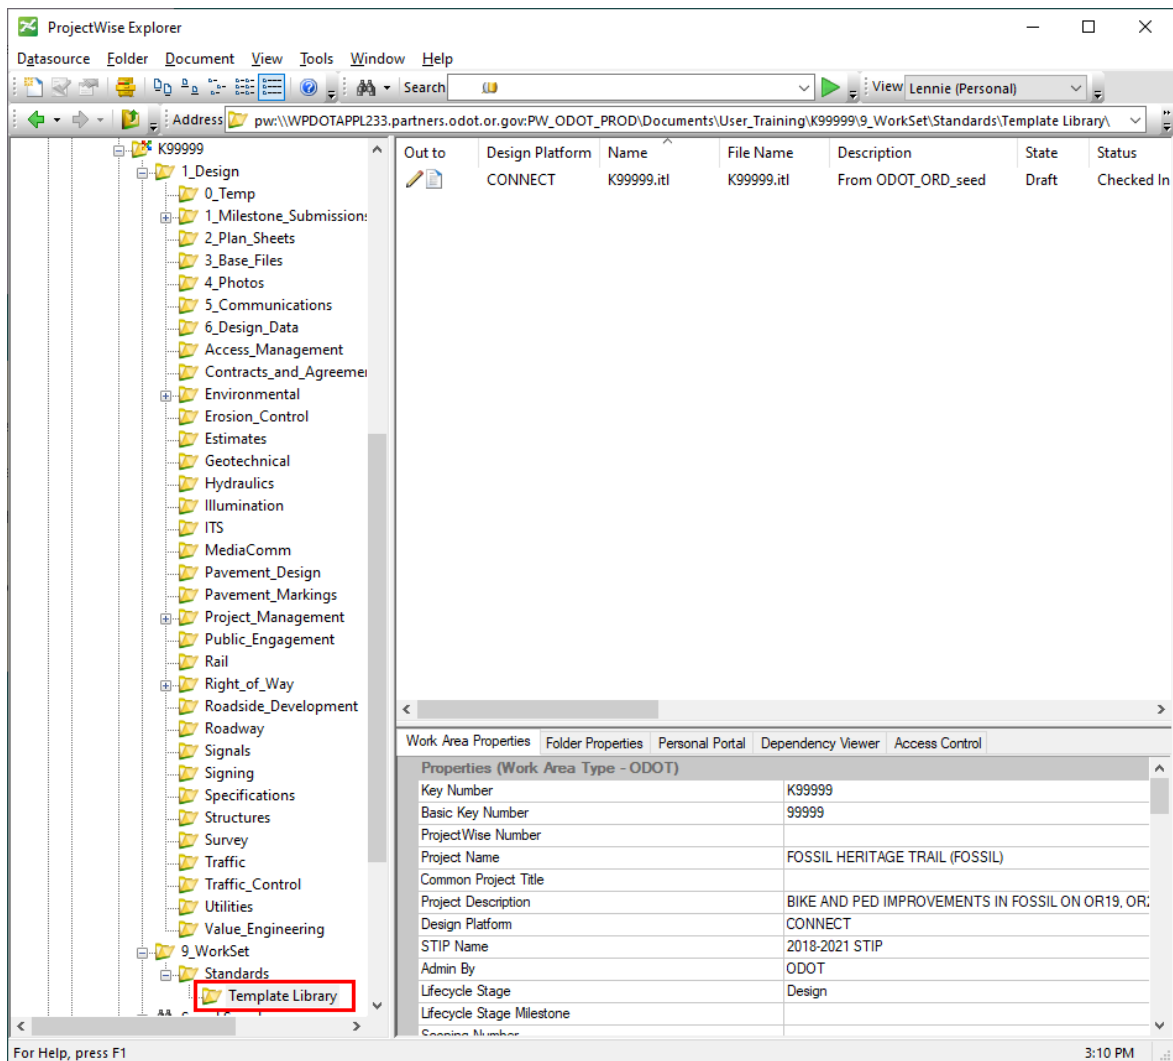 ProjectWise Explorer
Datasource Folder Document View Tools Window Help
Search View Lennie (Personal)
Address pw:\\WPDOTAPPL233.partners.odot.or.gov:PW_ODOT_PROD\Documents\User_Training\K99999\9_WorkSet\Standards\Template Library\
K99999
1_Design
0_Temp
1_Milestone_Submissions
2_Plan_Sheets
3_Base_Files
4_Photos
5_Communications
6_Design_Data
Access_Management
Contracts_and_Agreemen
Environmental
Erosion_Control
Estimates
Geotechnical
Hydraulics
Illumination
ITS
MediaComm
Pavement_Design
Pavement_Markings
Project_Management
Public_Engagement
Rail
Right_of_Way
Roadside_Development
Roadway
Signals
Signing
Specifications
Structures
Survey
Traffic
Traffic_Control
Utilities
Value_Engineering
9_WorkSet
Standards
Template Library
Out to Design Platform Name File Name Description State Status
CONNECT K99999.itl K99999.itl From ODOT_ORD_seed Draft Checked In
Work Area Properties Folder Properties Personal Portal Dependency Viewer Access Control
Properties (Work Area Type - ODOT)
Key Number K99999
Basic Key Number 99999
ProjectWise Number
Project Name FOSSIL HERITAGE TRAIL (FOSSIL)
Common Project Title
Project Description BIKE AND PED IMPROVEMENTS IN FOSSIL ON OR19, OR2
Design Platform CONNECT
STIP Name 2018-2021 STIP
Admin By ODOT
Lifecycle Stage Design
Lifecycle Stage Milestone
Scoping Number
For Help, press F1 3:10 PM